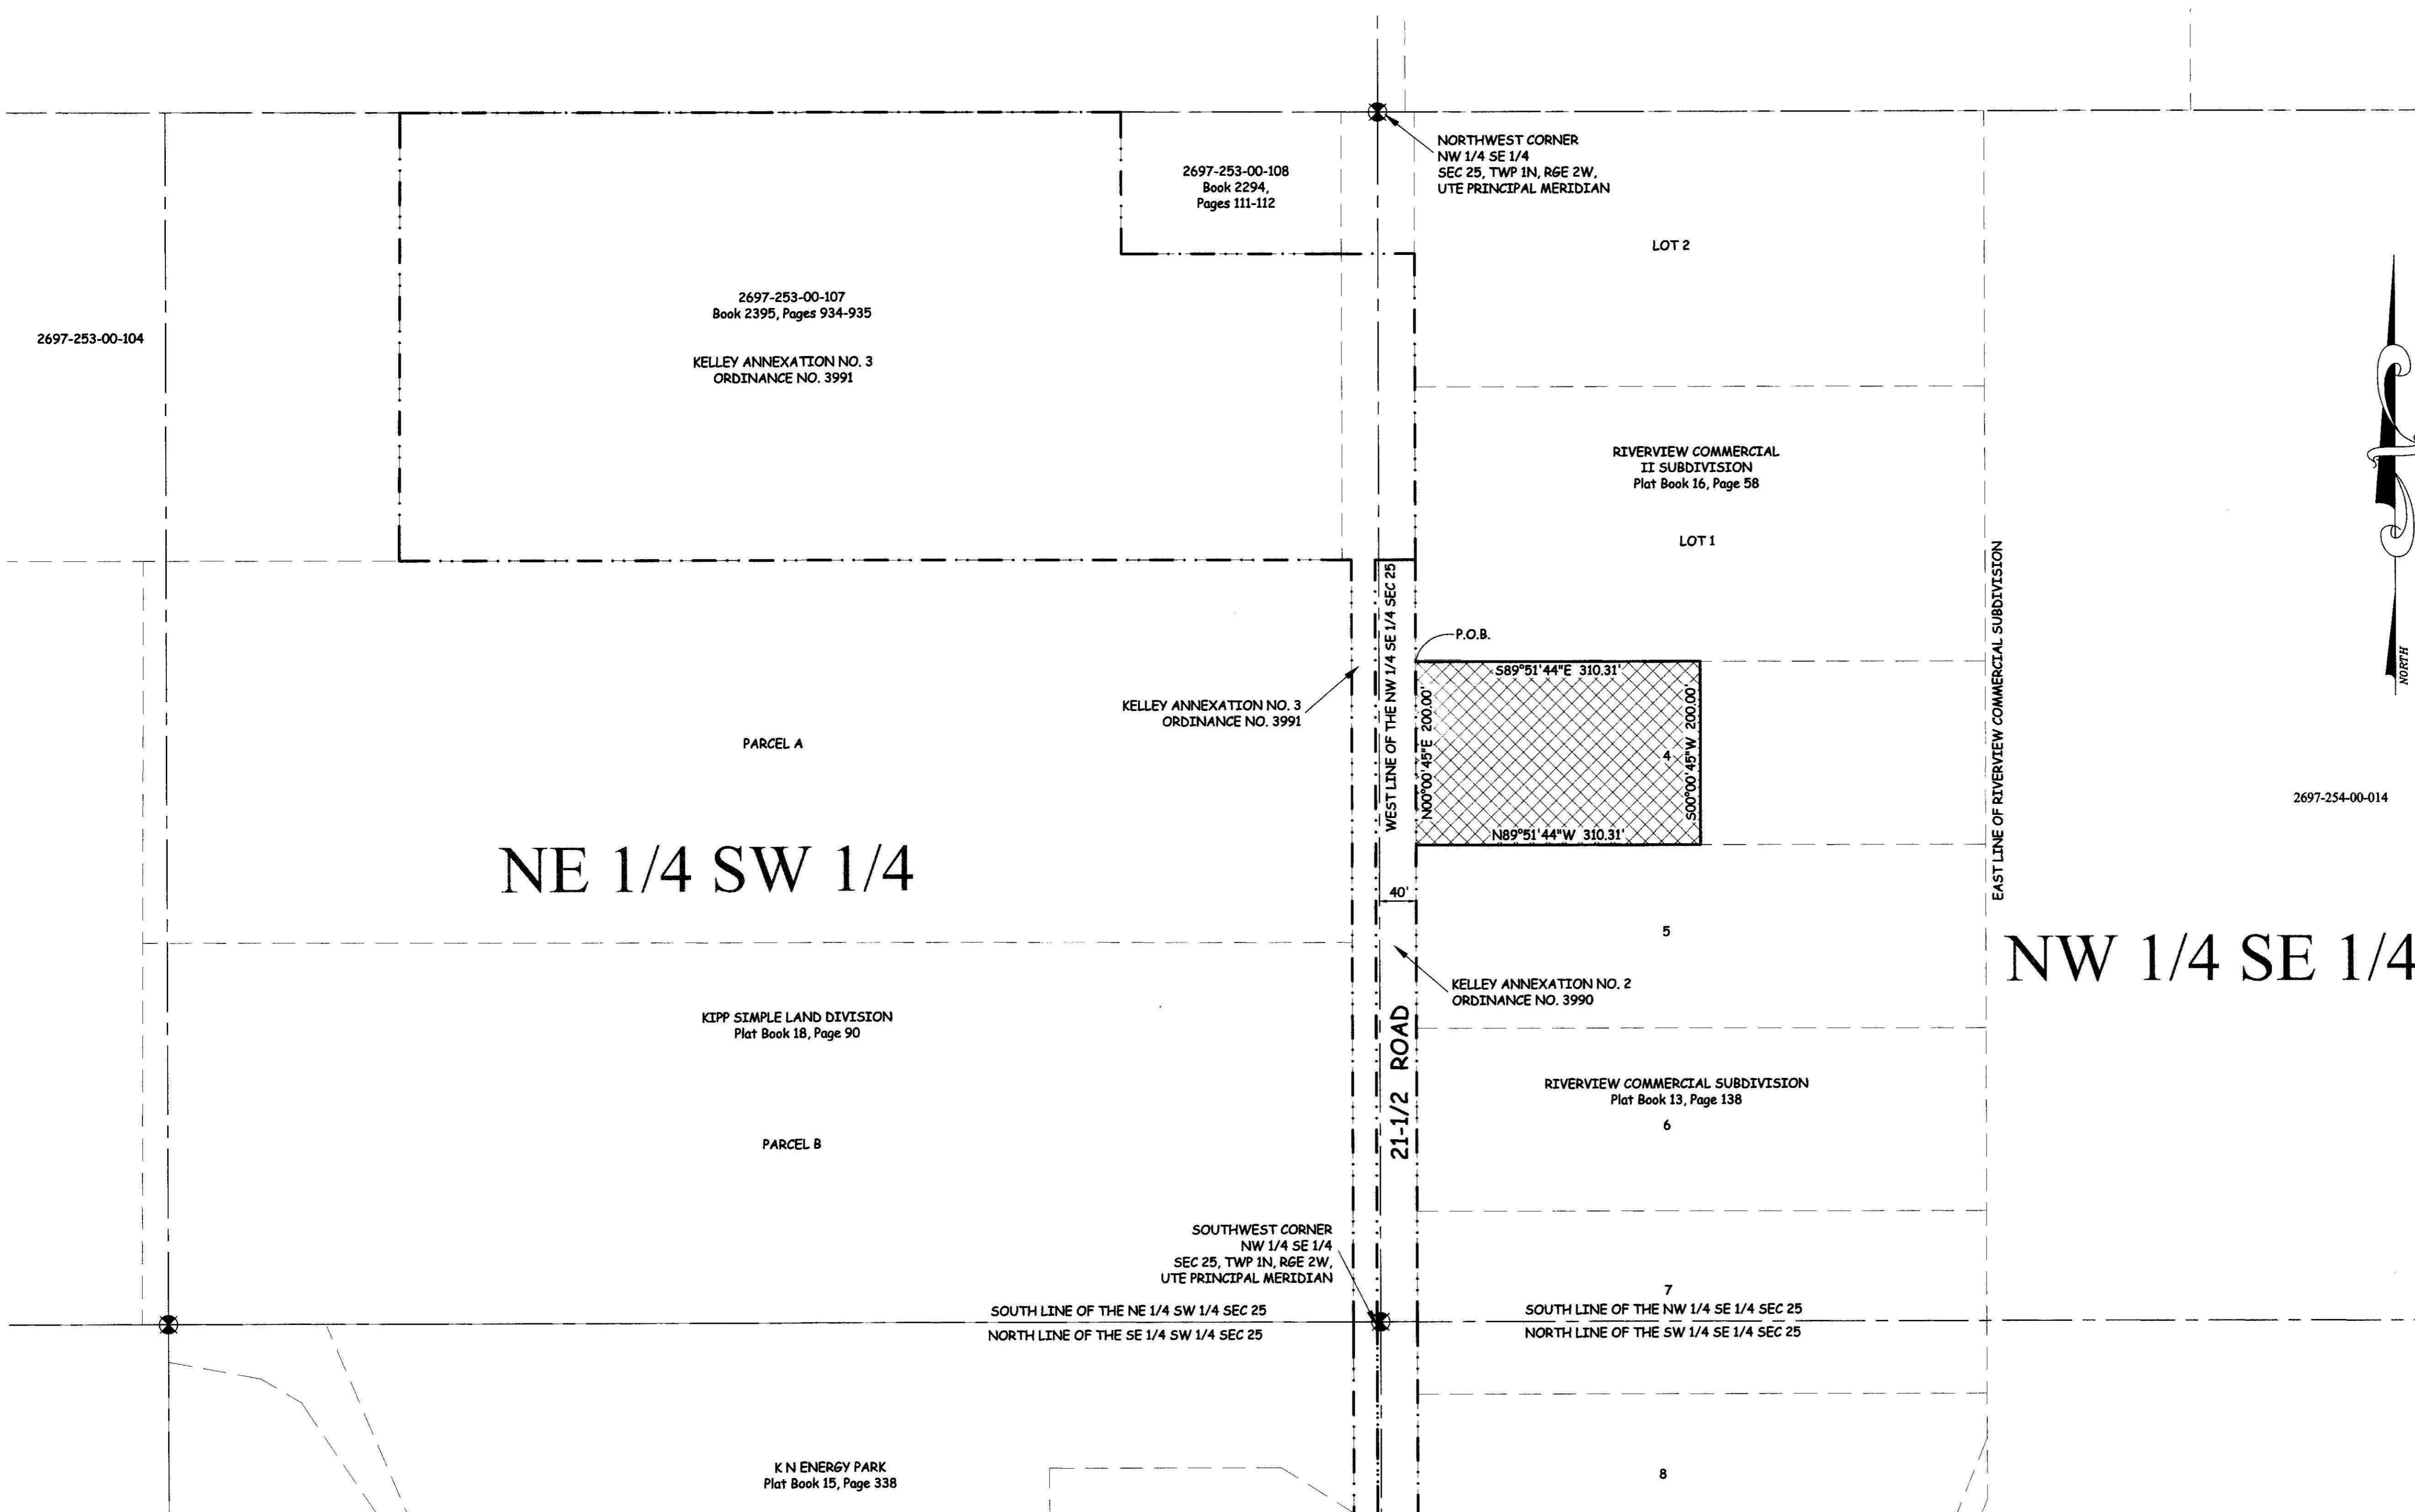 NORTHWEST CORNER
NW 1/4 SE 1/4
SEC 25, TWP 1N, RGE 2W,
UTE PRINCIPAL MERIDIAN
2697-253-00-108
Book 2294,
Pages 111-112
LOT 2
2697-253-00-107
Book 2395, Pages 934-935
KELLEY ANNEXATION NO. 3
ORDINANCE NO. 3991
2697-253-00-104
RIVERVIEW COMMERCIAL
II SUBDIVISION
Plat Book 16, Page 58
LOT 1
WEST LINE OF THE NW 1/4 SE 1/4 SEC 25
P.O.B.
S89°51'44"E 310.31'
N00°00'45"E 200.00'
S00°00'45"W 200.00'
4
N89°51'44"W 310.31'
EAST LINE OF RIVERVIEW COMMERCIAL SUBDIVISION
NORTH
KELLEY ANNEXATION NO. 3
ORDINANCE NO. 3991
PARCEL A
2697-254-00-014
NE 1/4 SW 1/4
40'
5
NW 1/4 SE 1/4
KELLEY ANNEXATION NO. 2
ORDINANCE NO. 3990
KIPP SIMPLE LAND DIVISION
Plat Book 18, Page 90
21-1/2 ROAD
RIVERVIEW COMMERCIAL SUBDIVISION
Plat Book 13, Page 138
6
PARCEL B
SOUTHWEST CORNER
NW 1/4 SE 1/4
SEC 25, TWP 1N, RGE 2W,
UTE PRINCIPAL MERIDIAN
7
SOUTH LINE OF THE NE 1/4 SW 1/4 SEC 25
NORTH LINE OF THE SE 1/4 SW 1/4 SEC 25
SOUTH LINE OF THE NW 1/4 SE 1/4 SEC 25
NORTH LINE OF THE SW 1/4 SE 1/4 SEC 25
K N ENERGY PARK
Plat Book 15, Page 338
8